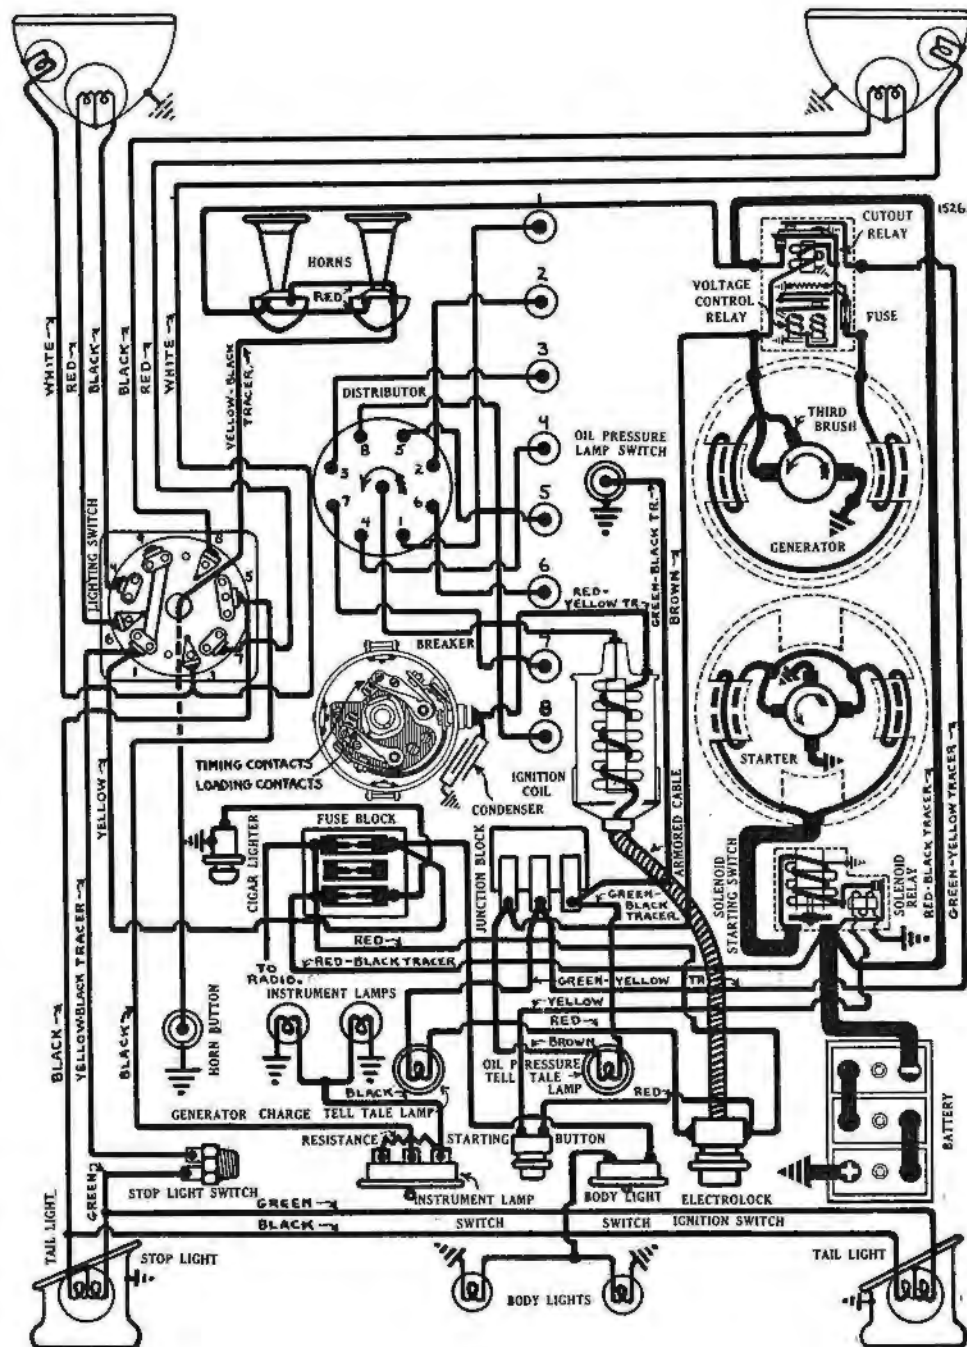 1526
CUTOUT
RELAY
VOLTAGE
CONTROL
RELAY
FUSE
HORNS
RED
WHITE
RED
BLACK
BLACK
RED
WHITE
YELLOW-BLACK
TRACER
1
2
3
4
5
6
7
8
DISTRIBUTOR
8
5
3
2
7
6
4
1
OIL PRESSURE
LAMP SWITCH
THIRD
BRUSH
GENERATOR
GREEN-BLACK TR.
BROWN
RED-
YELLOW TR.
LIGHTING SWITCH
5
6
1
BREAKER
TIMING CONTACTS
LOADING CONTACTS
CONDENSER
IGNITION
COIL
ARMORED CABLE
STARTER
SOLENOID
STARTING SWITCH
SOLENOID
RELAY
RED-BLACK TRACER
GREEN-YELLOW TRACER
YELLOW
CIGAR LIGHTER
FUSE BLOCK
JUNCTION BLOCK
GREEN-
BLACK
TRACER
RED
RED-BLACK TRACER
TO
RADIO.
GREEN-YELLOW TR
YELLOW
RED
BROWN
INSTRUMENT LAMPS
HORN BUTTON
BLACK
YELLOW-BLACK TRACER
BLACK
OIL PRESSURE
TELL TALE
LAMP
BLACK
RED
GENERATOR CHARGE TELL TALE LAMP
RESISTANCE
STARTING BUTTON
BATTERY
STOP LIGHT SWITCH
INSTRUMENT LAMP
SWITCH
BODY LIGHT
SWITCH
ELECTROLOCK
IGNITION SWITCH
GREEN
GREEN
BLACK
TAIL LIGHT
STOP LIGHT
BODY LIGHTS
TAIL LIGHT